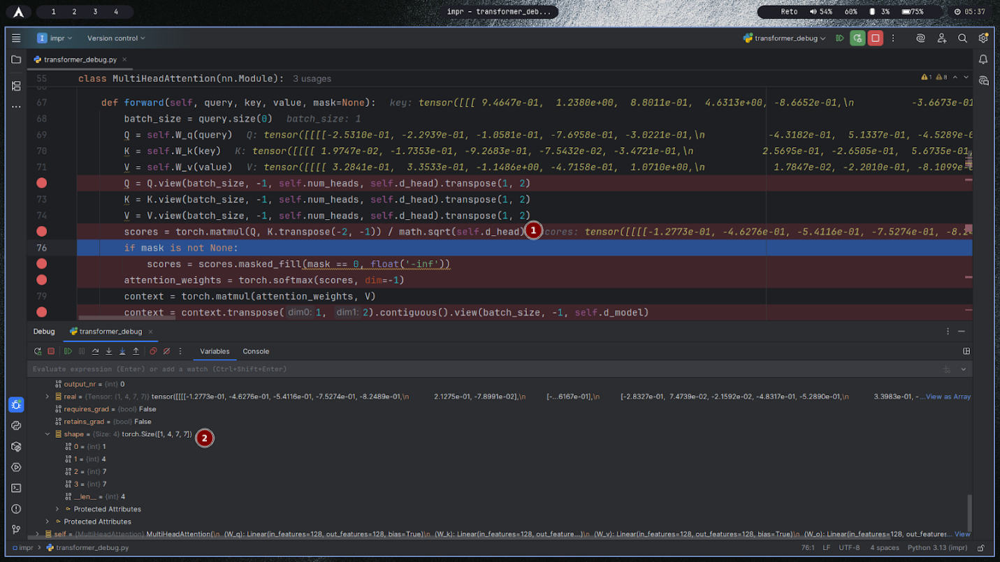 1 2 3 4
impr - transformer_deb...
Reto 54% 60% 3% 75% 05:37
I impr Version control
transformer_debug
transformer_debug.py
55 class MultiHeadAttention(nn.Module): 3 usages
1 8
67 def forward(self, query, key, value, mask=None): key: tensor([[[ 9.4647e-01, 1.2380e+00, 8.8011e-01, 4.6313e+00, -8.6652e-01,\n -3.6673e-01
68 batch_size = query.size(0) batch_size: 1
69 Q = self.W_q(query) Q: tensor([[[[-2.5310e-01, -2.2939e-01, -1.0581e-01, -7.6958e-01, -3.0221e-01,\n -4.3182e-01, 5.1337e-01, -4.5289e-0
70 K = self.W_k(key) K: tensor([[[[ 1.9747e-02, -1.7353e-01, -9.2683e-01, -7.5432e-02, -3.4721e-01,\n 2.5695e-01, -2.6505e-01, 5.6735e-01,
71 V = self.W_v(value) V: tensor([[[[ 3.2841e-01, 3.3533e-01, -1.1486e+00, -4.7158e-01, 1.0710e+00,\n 1.7847e-02, -2.2010e-01, -8.1099e-
Q = Q.view(batch_size, -1, self.num_heads, self.d_head).transpose(1, 2)
73 K = K.view(batch_size, -1, self.num_heads, self.d_head).transpose(1, 2)
74 V = V.view(batch_size, -1, self.num_heads, self.d_head).transpose(1, 2)
scores = torch.matmul(Q, K.transpose(-2, -1)) / math.sqrt(self.d_head) 1 cores: tensor([[[[-1.2773e-01, -4.6276e-01, -5.4116e-01, -7.5274e-01, -8.2
76 if mask is not None:
scores = scores.masked_fill(mask == 0, float('-inf'))
attention_weights = torch.softmax(scores, dim=-1)
79 context = torch.matmul(attention_weights, V)
context = context.transpose( dim0: 1, dim1: 2).contiguous().view(batch_size, -1, self.d_model)
Debug transformer_debug
Variables Console
Evaluate expression (Enter) or add a watch (Ctrl+Shift+Enter)
output_nr = {int} 0
real = {Tensor: (1, 4, 7, 7)} tensor([[[[-1.2773e-01, -4.6276e-01, -5.4116e-01, -7.5274e-01, -8.2489e-01,\n 2.1275e-01, -7.8991e-02],\n [-...6167e-01],\n [-2.8327e-01, 7.4739e-02, -2.1592e-02, -4.8317e-01, -5.2890e-01,\n 3.3983e-01, -...View as Array
requires_grad = {bool} False
retains_grad = {bool} False
shape = {Size: 4} torch.Size([1, 4, 7, 7]) 2
0 = {int} 1
1 = {int} 4
2 = {int} 7
3 = {int} 7
__len__ = {int} 4
Protected Attributes
Protected Attributes
self = {MultiHeadAttention} MultiHeadAttention(\n (W_q): Linear(in_features=128, out_features=128, bias=True)\n (W_k): Linear(in_features=128, out_feature...)\n (W_v): Linear(in_features=128, out_features=128, bias=True)\n (W_o): Linear(in_features=128, out_features= View
impr transformer_debug.py
76:1 LF UTF-8 4 spaces Python 3.13 (impr)